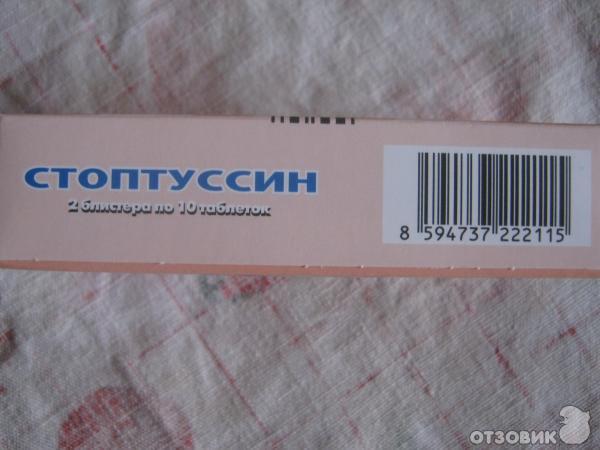 СТОПТУССИН
2 блистера по 10 таблеток
8 594737 222115
ОТЗОВИК